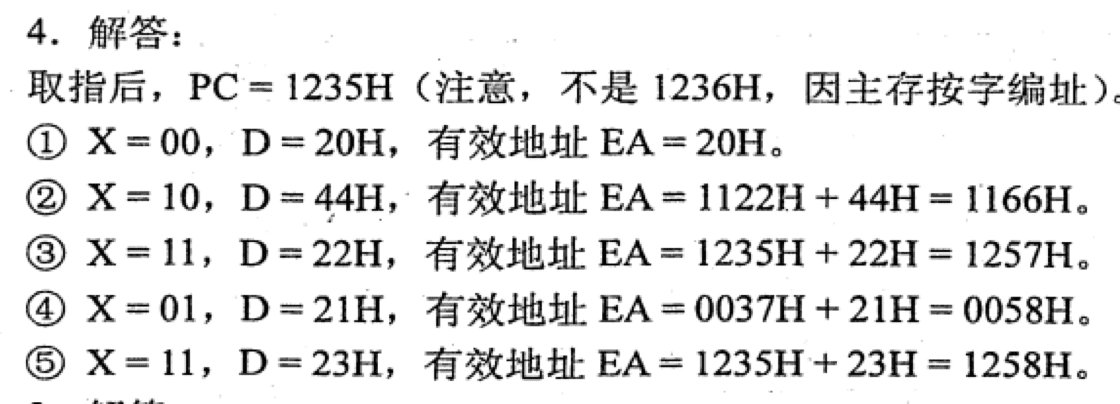 4. 解答：
取指后，PC = 1235H（注意，不是 1236H，因主存按字编址）。
① X = 00，D = 20H，有效地址 EA = 20H。
② X = 10，D = 44H，有效地址 EA = 1122H + 44H = 1166H。
③ X = 11，D = 22H，有效地址 EA = 1235H + 22H = 1257H。
④ X = 01，D = 21H，有效地址 EA = 0037H + 21H = 0058H。
⑤ X = 11，D = 23H，有效地址 EA = 1235H + 23H = 1258H。